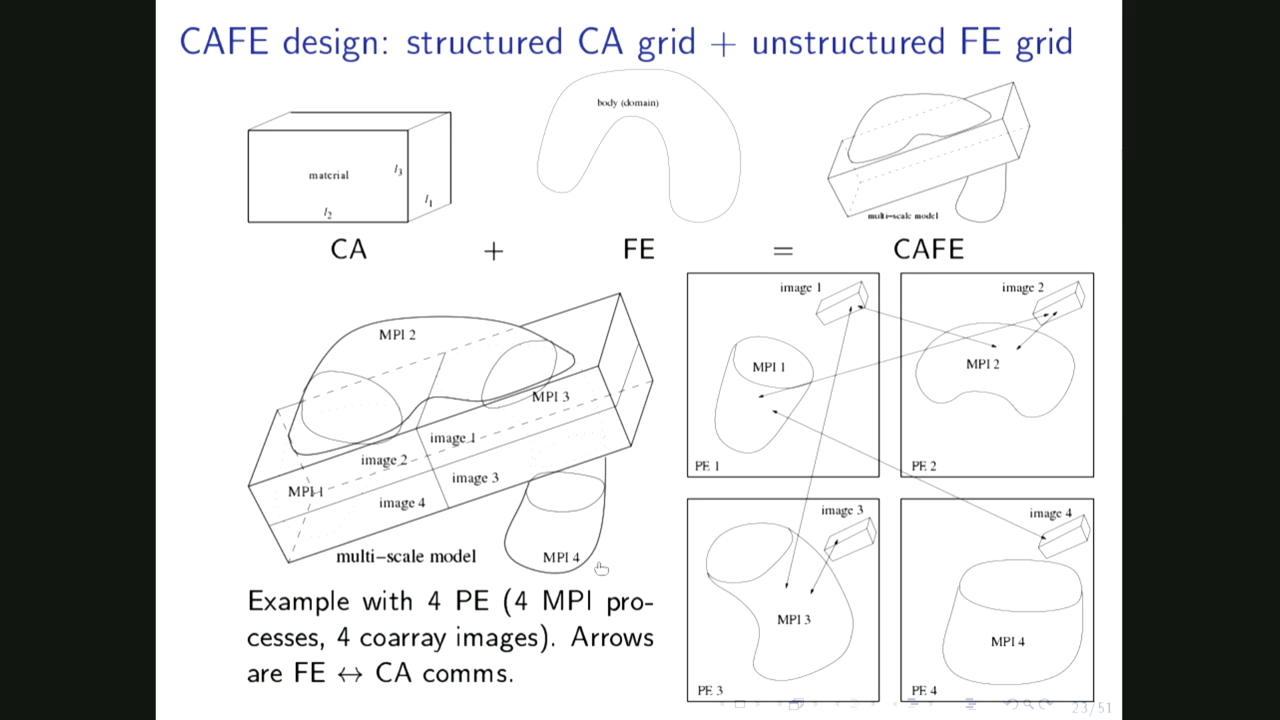 CAFE design: structured CA grid + unstructured FE grid
material
l3
l2
l1
body (domain)
multi-scale model
CA + FE = CAFE
MPI 2
MPI 3
image 1
image 2
image 3
MPI 1
image 4
multi-scale model
MPI 4
image 1
MPI 1
PE 1
image 2
MPI 2
PE 2
image 3
MPI 3
PE 3
image 4
MPI 4
PE 4
Example with 4 PE (4 MPI pro-
cesses, 4 coarray images). Arrows
are FE ↔ CA comms.
23/51